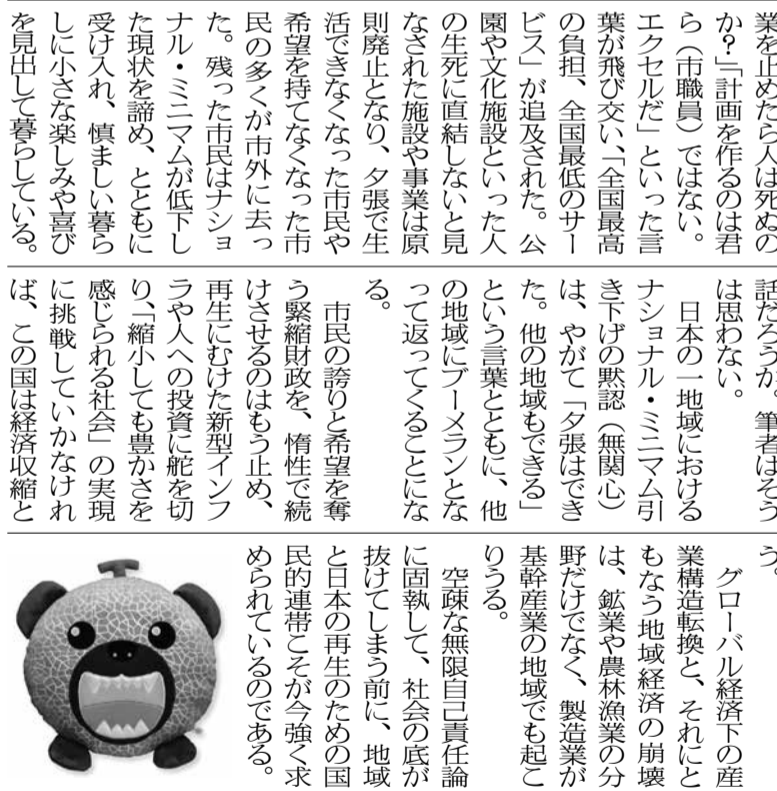 業を止めたら人は死ぬの
か?」「計画を作るのは君
ら(市職員)ではない。
エクセルだ」といった言
葉が飛び交い、「全国最高
の負担、全国最低のサー
ビス」が追及された。公
園や文化施設といった人
の生死に直結しないと見
なされた施設や事業は原
則廃止となり、夕張で生
活できなくなった市民や
希望を持てなくなった市
民の多くが市外に去っ
た。残った市民はナショ
ナル・ミニマムが低下し
た現状を諦め、とともに
受け入れ、慎ましい暮ら
しに小さな楽しみや喜び
を見出して暮らしている。
話だろうか。筆者はそう
は思わない。
日本の一地域における
ナショナル・ミニマム引
き下げの黙認(無関心)
は、やがて「夕張はでき
た。他の地域もできる」
という言葉とともに、他
の地域にブーメランとな
って返ってくることにな
る。
市民の誇りと希望を奪
う緊縮財政を、惰性で続
けさせるのはもう止め、
再生にむけた新型インフ
ラや人への投資に舵を切
り、「縮小しても豊かさを
感じられる社会」の実現
に挑戦していかなけれ
ば、この国は経済収縮と
う。
グローバル経済下の産
業構造転換と、それにと
もなう地域経済の崩壊
は、鉱業や農林漁業の分
野だけでなく、製造業が
基幹産業の地域でも起こ
りうる。
空疎な無限自己責任論
に固執して、社会の底が
抜けてしまう前に、地域
と日本の再生のための国
民的連帯こそが今強く求
められているのである。